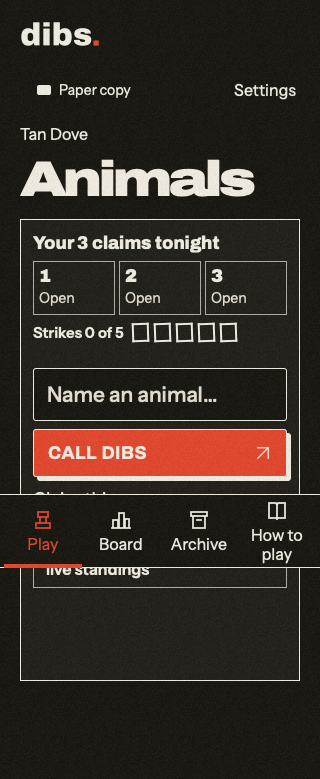 dibs.
Paper copy
Settings
Tan Dove
Animals
Your 3 claims tonight
1
Open
2
Open
3
Open
Strikes 0 of 5
Name an animal...
CALL DIBS
Play
Board
Archive
How to
play
live standings